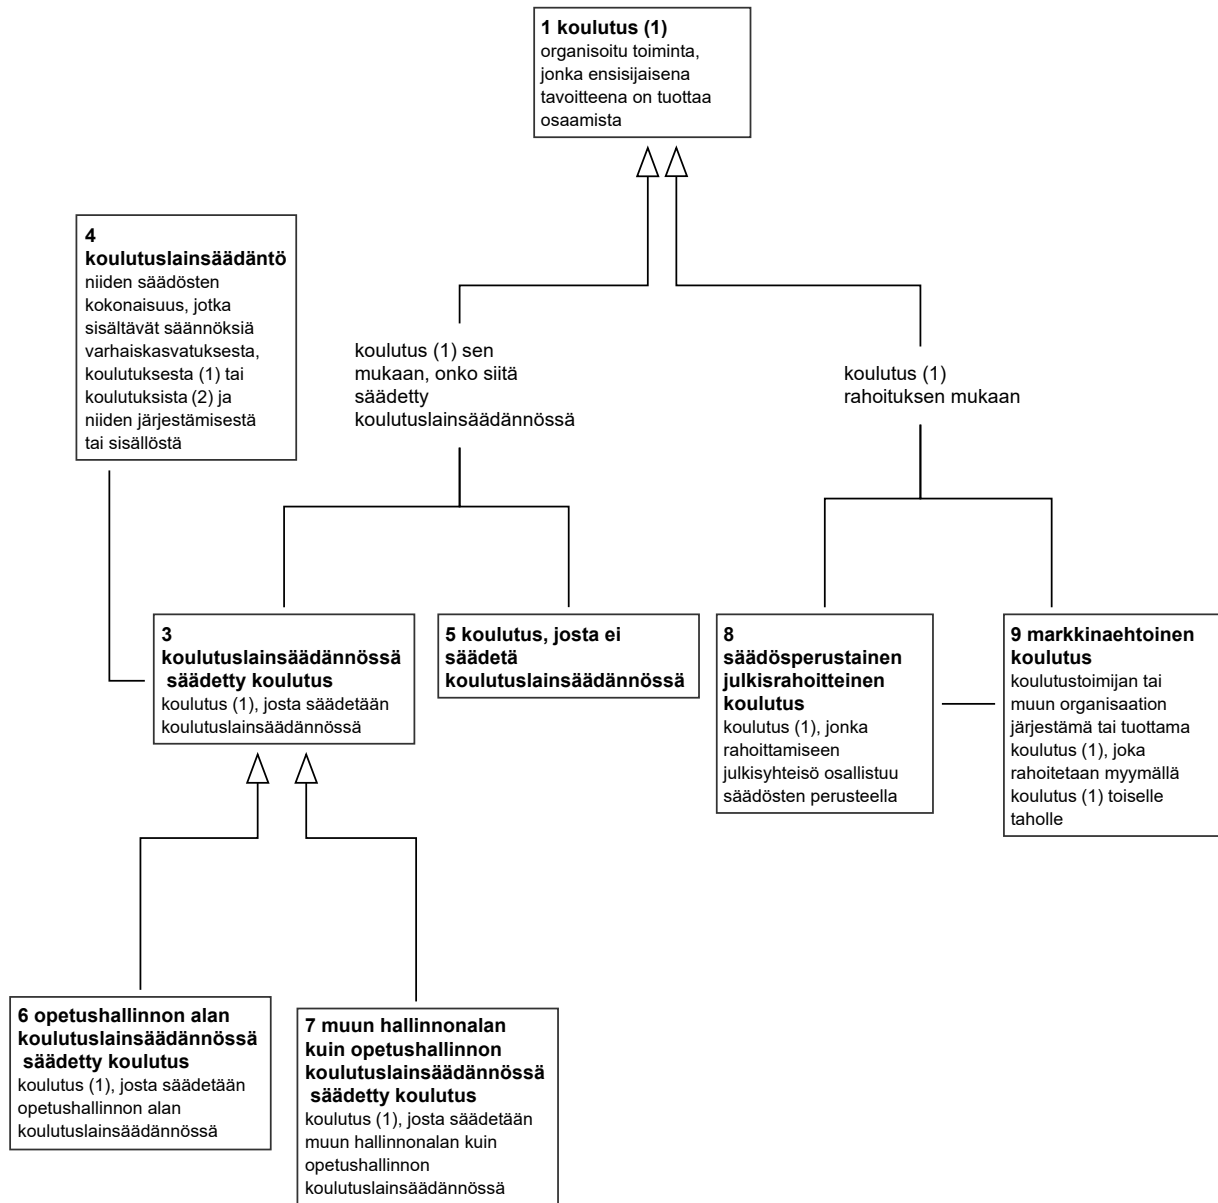 1 koulutus (1)
organisoitu toiminta,
jonka ensisijaisena
tavoitteena on tuottaa
osaamista
4
koulutuslainsäädäntö
niiden säädösten
kokonaisuus, jotka
sisältävät säännöksiä
varhaiskasvatuksesta,
koulutuksesta (1) tai
koulutuksista (2) ja
niiden järjestämisestä
tai sisällöstä
koulutus (1) sen
mukaan, onko siitä
säädetty
koulutuslainsäädännössä
koulutus (1)
rahoituksen mukaan
3
koulutuslainsäädännössä
säädetty koulutus
koulutus (1), josta säädetään
koulutuslainsäädännössä
5 koulutus, josta ei
säädetä
koulutuslainsäädännössä
8
säädösperustainen
julkisrahoitteinen
koulutus
koulutus (1), jonka
rahoittamiseen
julkisyhteisö osallistuu
säädösten perusteella
9 markkinaehtoinen
koulutus
koulutustoimijan tai
muun organisaation
järjestämä tai tuottama
koulutus (1), joka
rahoitetaan myymällä
koulutus (1) toiselle
taholle
6 opetushallinnon alan
koulutuslainsäädännössä
säädetty koulutus
koulutus (1), josta säädetään
opetushallinnon alan
koulutuslainsäädännössä
7 muun hallinnonalan
kuin opetushallinnon
koulutuslainsäädännössä
säädetty koulutus
koulutus (1), josta säädetään
muun hallinnonalan kuin
opetushallinnon
koulutuslainsäädännössä